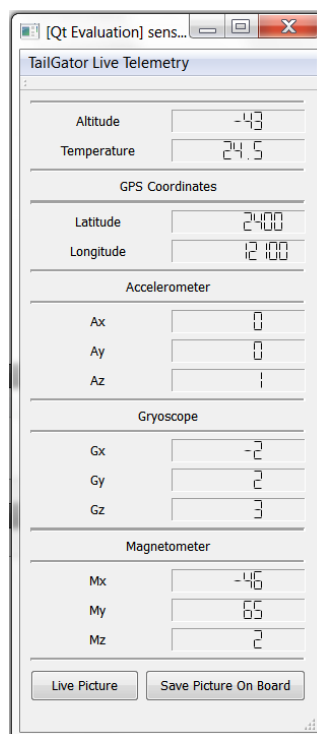 [Qt Evaluation] sens...
TailGator Live Telemetry
Altitude -43
Temperature 24.5
GPS Coordinates
Latitude 2400
Longitude 12100
Accelerometer
Ax 0
Ay 0
Az 1
Gryoscope
Gx -2
Gy 2
Gz 3
Magnetometer
Mx -46
My 65
Mz 2
Live Picture Save Picture On Board